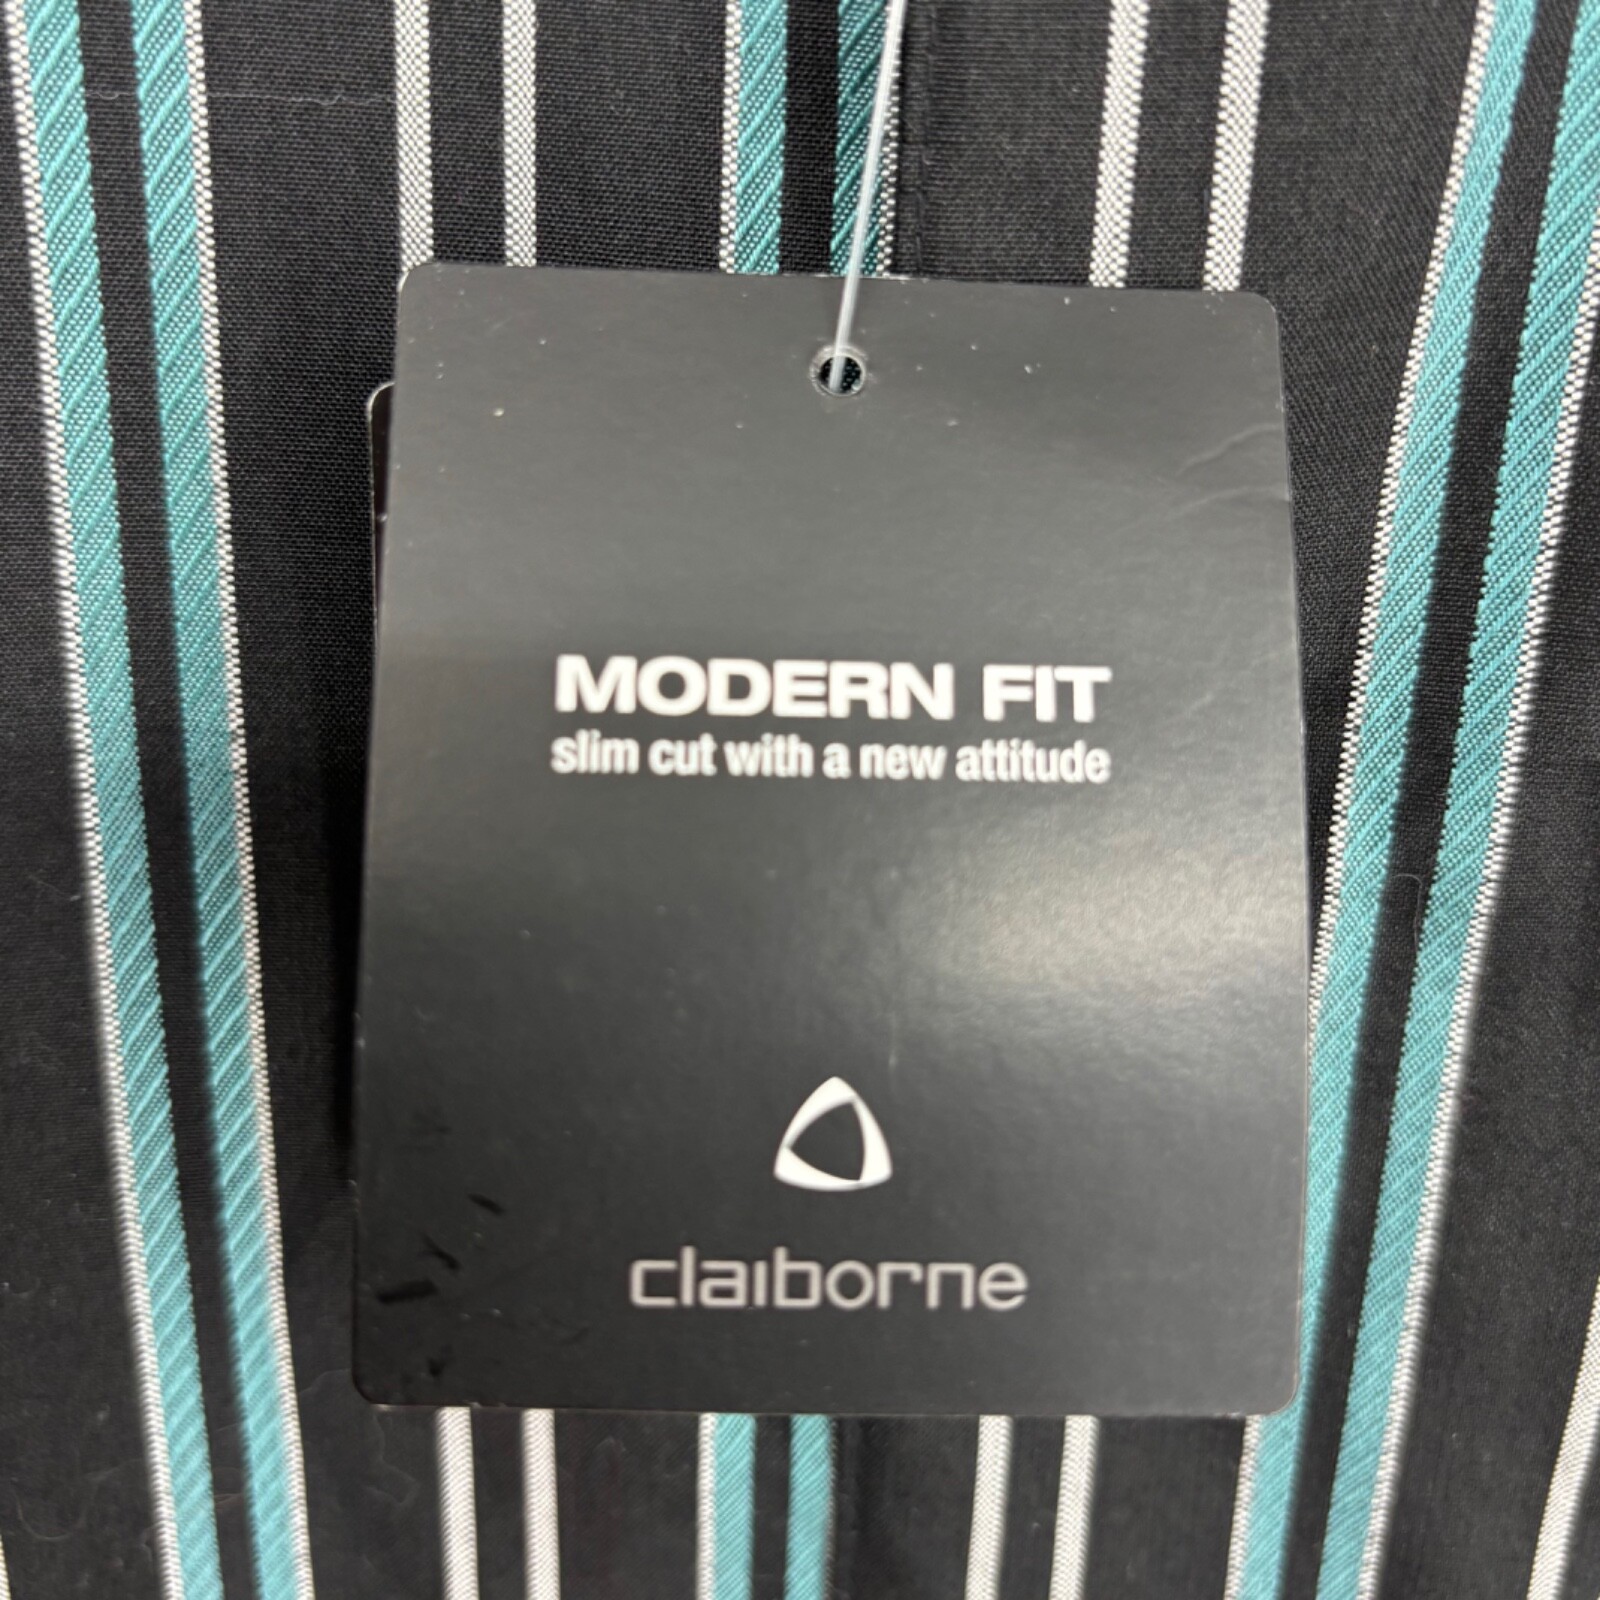 MODERN FIT
slim cut with a new attitude
claiborne